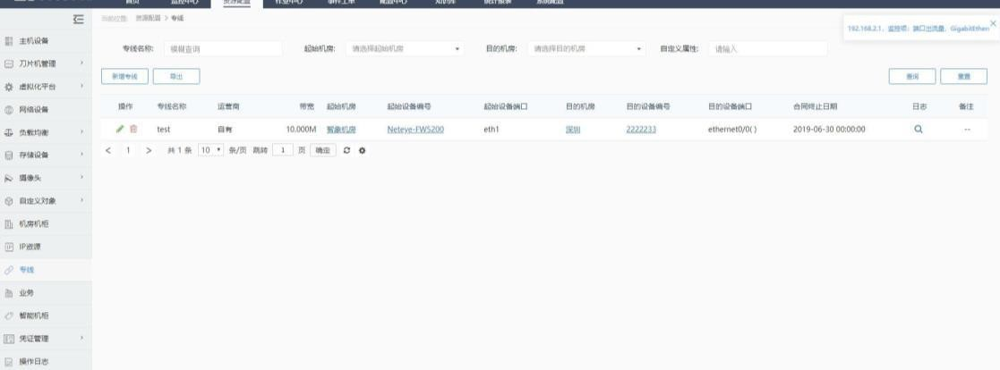 首页 监控中心 资源配置 作业中心 事件工单 配置中心 知识库 统计报表 系统配置
当前位置: 资源配置 > 专线
192.168.2.1，监控项：端口出流量，GigabitEthern
主机设备
刀片机管理
虚拟化平台
网络设备
负载均衡
存储设备
摄像头
自定义对象
机房机柜
IP资源
专线
业务
智能机柜
凭证管理
操作日志
专线名称: 模糊查询 起始机房: 请选择起始机房 目的机房: 请选择目的机房 自定义属性: 请输入
新增专线 导出 查询 重置
操作 专线名称 运营商 带宽 起始机房 起始设备编号 起始设备端口 目的机房 目的设备编号 目的设备端口 合同终止日期 日志 备注
test 自有 10.000M 智象机房 Neteye-FW5200 eth1 深圳 2222233 ethernet0/0( ) 2019-06-30 00:00:00 --
< 1 > 共 1 条 10 条/页 跳转 1 页 确定